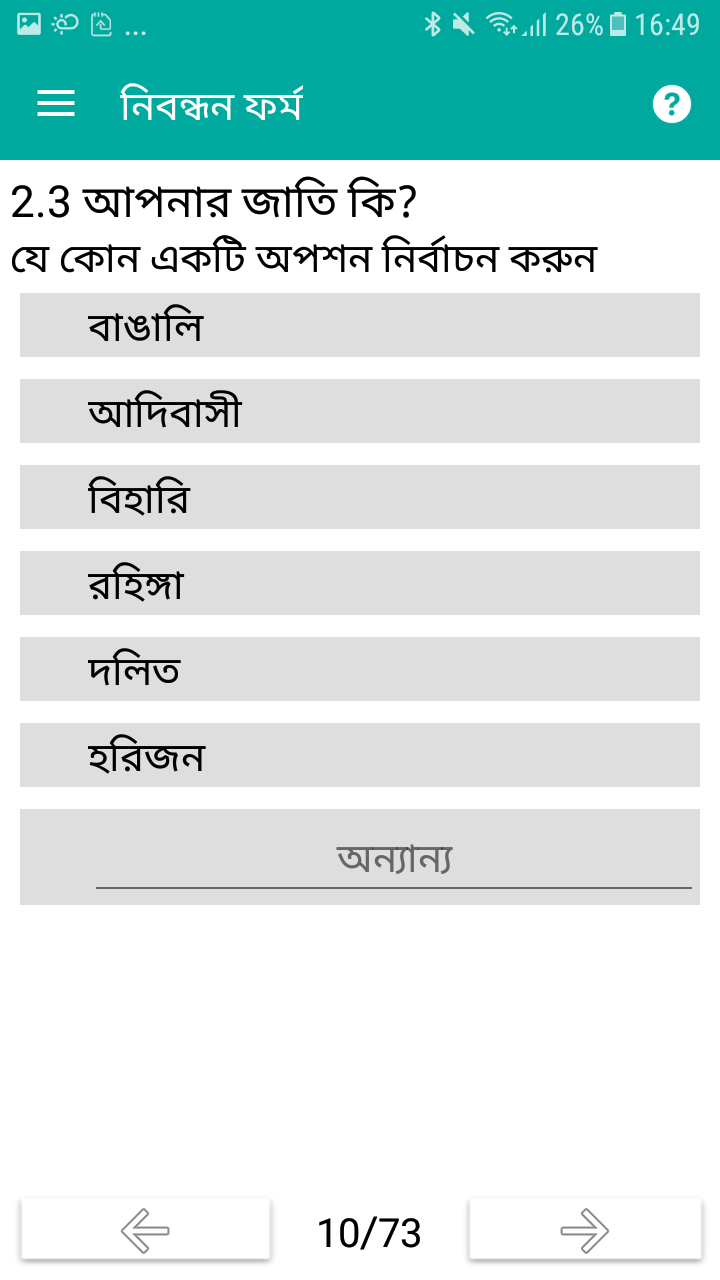 ... 26% 16:49
নিবন্ধন ফর্ম ?
2.3 আপনার জাতি কি?
যে কোন একটি অপশন নির্বাচন করুন
বাঙালি
আদিবাসী
বিহারি
রহিঙ্গা
দলিত
হরিজন
অন্যান্য
10/73